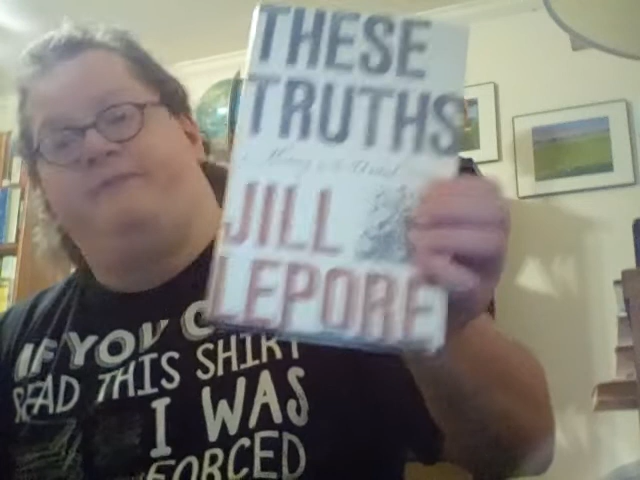 THESE
TRUTHS
JILL
LEPORE
IF YOU
READ THIS SHIRT
I WAS
FORCED